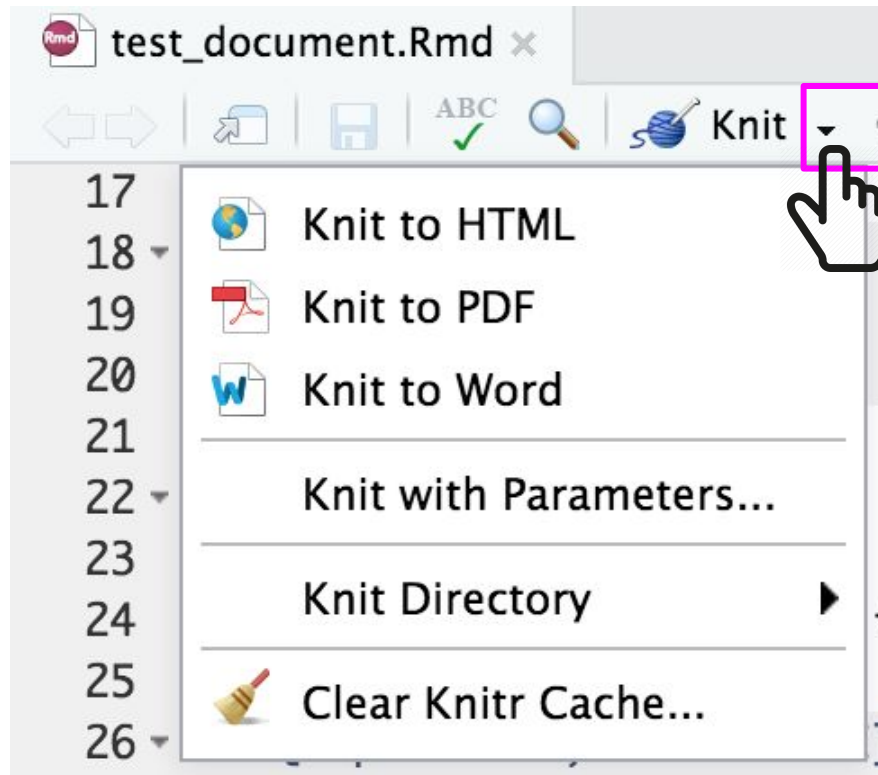 Rmd test_document.Rmd ×
ABC Knit
17
Knit to HTML
18
19
Knit to PDF
20
Knit to Word
21
22
Knit with Parameters...
23
24
Knit Directory
25
Clear Knitr Cache...
26